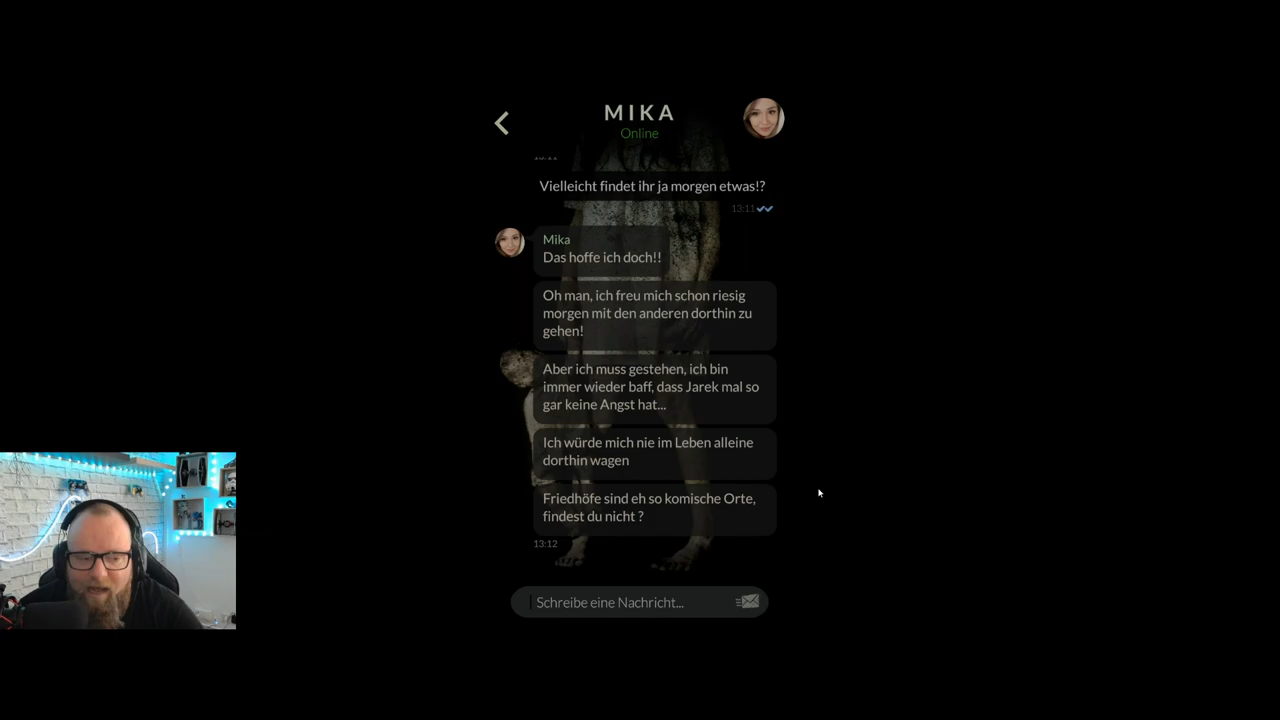 MIKA
Online
Vielleicht findet ihr ja morgen etwas!?
13:11
Mika
Das hoffe ich doch!!
Oh man, ich freu mich schon riesig
morgen mit den anderen dorthin zu
gehen!
Aber ich muss gestehen, ich bin
immer wieder baff, dass Jarek mal so
gar keine Angst hat...
Ich würde mich nie im Leben alleine
dorthin wagen
Friedhöfe sind eh so komische Orte,
findest du nicht ?
13:12
Schreibe eine Nachricht...